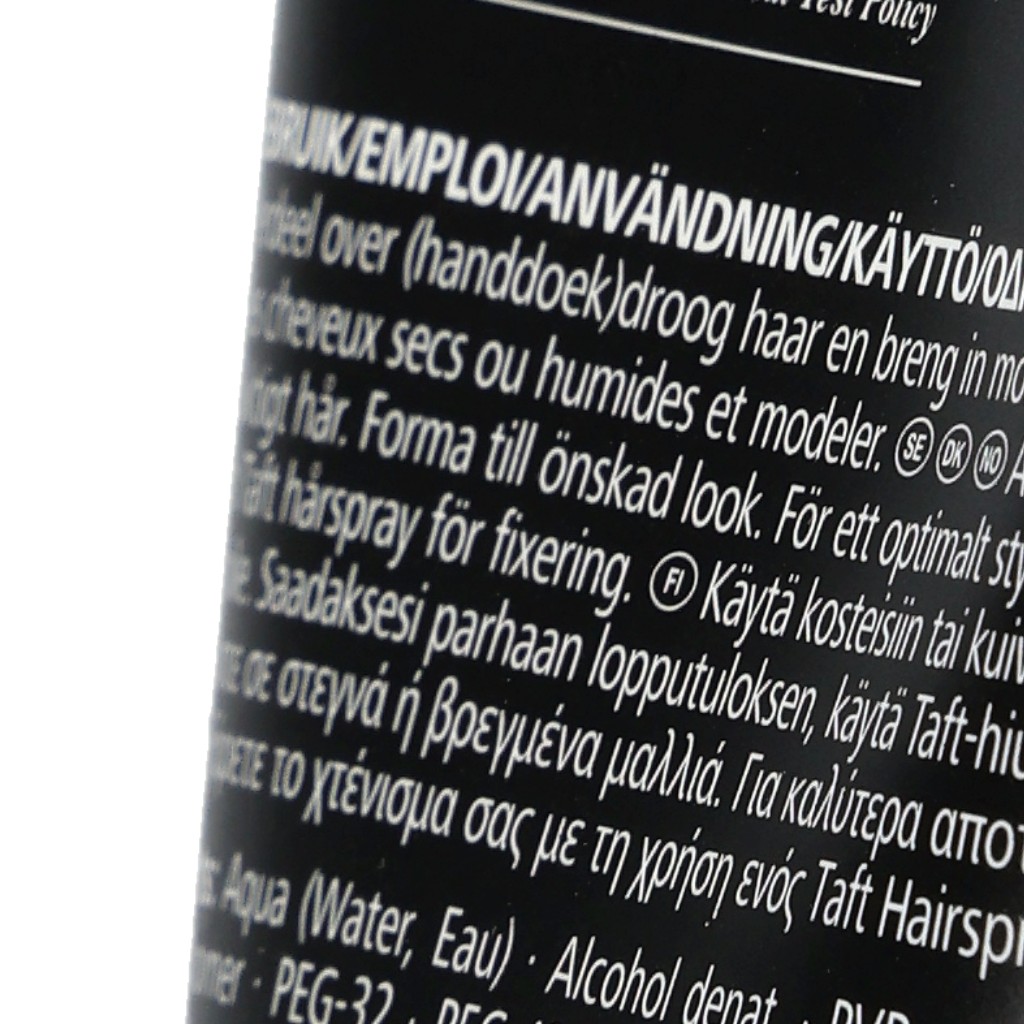 Test Policy
/EMPLOI/ANVÄNDNING/KÄYTTÖ/
over (handdoek)droog haar en breng in
cheveux secs ou humides et modeler. SE DK NO
hår. Forma till önskad look. För ett optimalt
Taft hårspray för fixering. FI Käytä kosteisiin tai
Saadaksesi parhaan lopputuloksen, käytä Taft-
σε στεγνά ή βρεγμένα μαλλιά. Για καλύτερα
το χτένισμα σας με τη χρήση ενός Taft
Aqua (Water, Eau) · Alcohol denat. ·
· PEG-32 ·